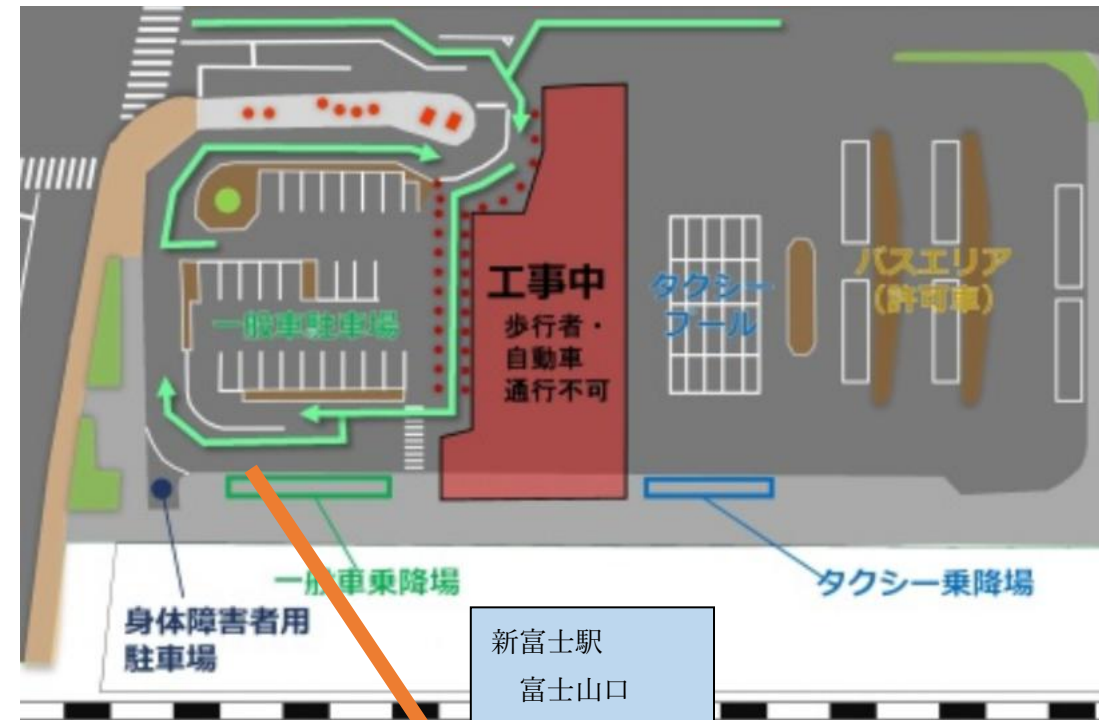 工事中
歩行者・
自動車
通行不可
タクシー
プール
バスエリア
(許可車)
一般車駐車場
一般車乗降場
タクシー乗降場
身体障害者用
駐車場
新富士駅
富士山口